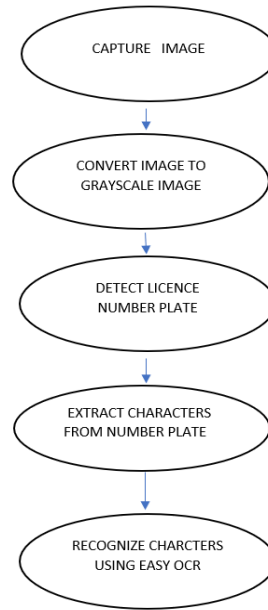 CAPTURE IMAGE
CONVERT IMAGE TO
GRAYSCALE IMAGE
DETECT LICENCE
NUMBER PLATE
EXTRACT CHARACTERS
FROM NUMBER PLATE
RECOGNIZE CHARCTERS
USING EASY OCR